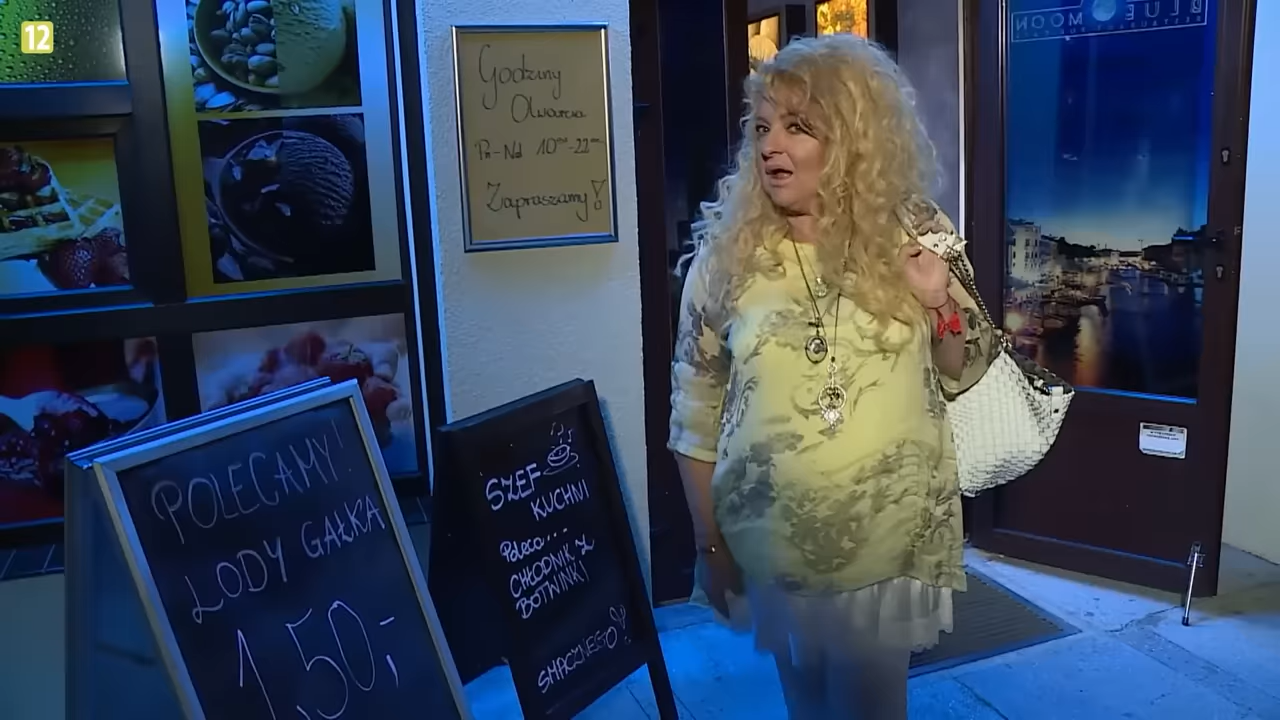 12
Godziny
Otwarcia
Pn-Nd 10⁰⁰-22⁰⁰
Zapraszamy!
BLUE MOON
POLECAMY!
LODY GAŁKA
1,50,-
SZEF
KUCHNI
Poleca...
CHŁODNIK Z
BOTWINKI
SMACZNEGO!